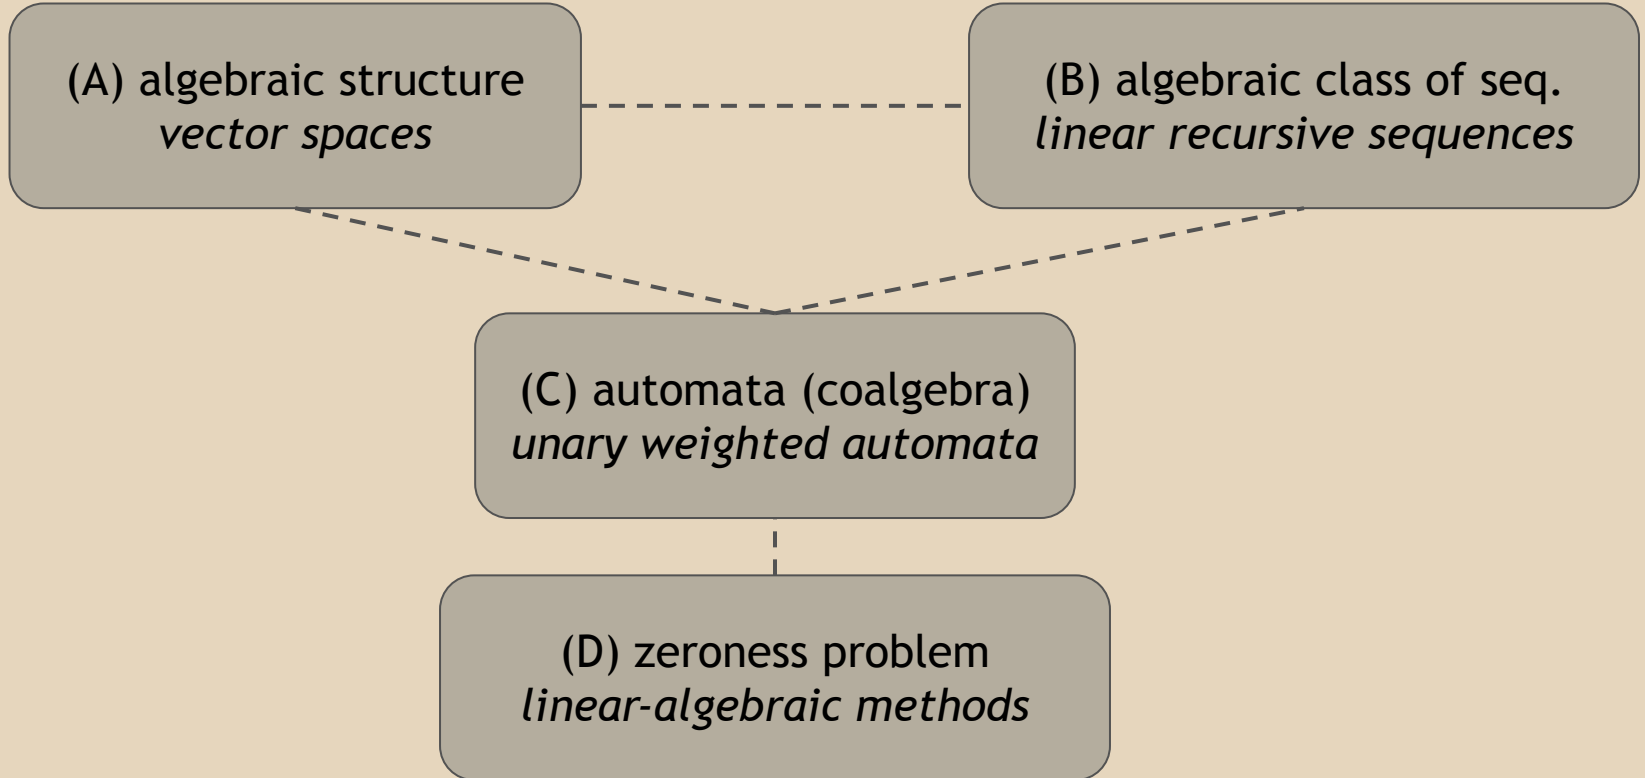 (A) algebraic structure
vector spaces
(B) algebraic class of seq.
linear recursive sequences
(C) automata (coalgebra)
unary weighted automata
(D) zeroness problem
linear-algebraic methods